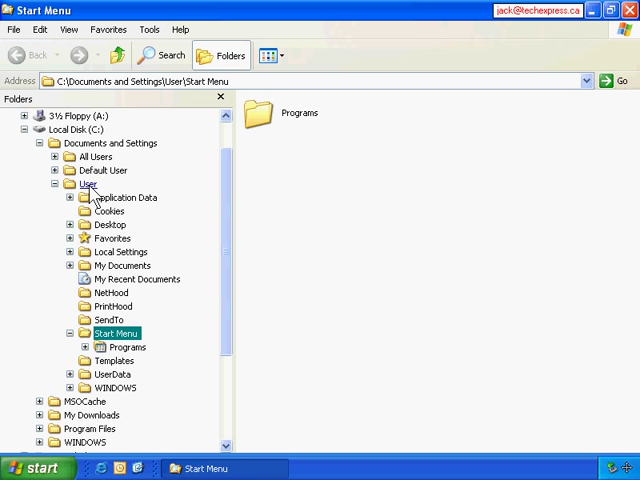 Start Menu
jack@techexpress.ca
File Edit View Favorites Tools Help
Back Search Folders
Address C:\Documents and Settings\User\Start Menu Go
Folders
3½ Floppy (A:)
Local Disk (C:)
Documents and Settings
All Users
Default User
User
Application Data
Cookies
Desktop
Favorites
Local Settings
My Documents
My Recent Documents
NetHood
PrintHood
SendTo
Start Menu
Programs
Templates
UserData
WINDOWS
MSOCache
My Downloads
Program Files
WINDOWS
Programs
start Start Menu